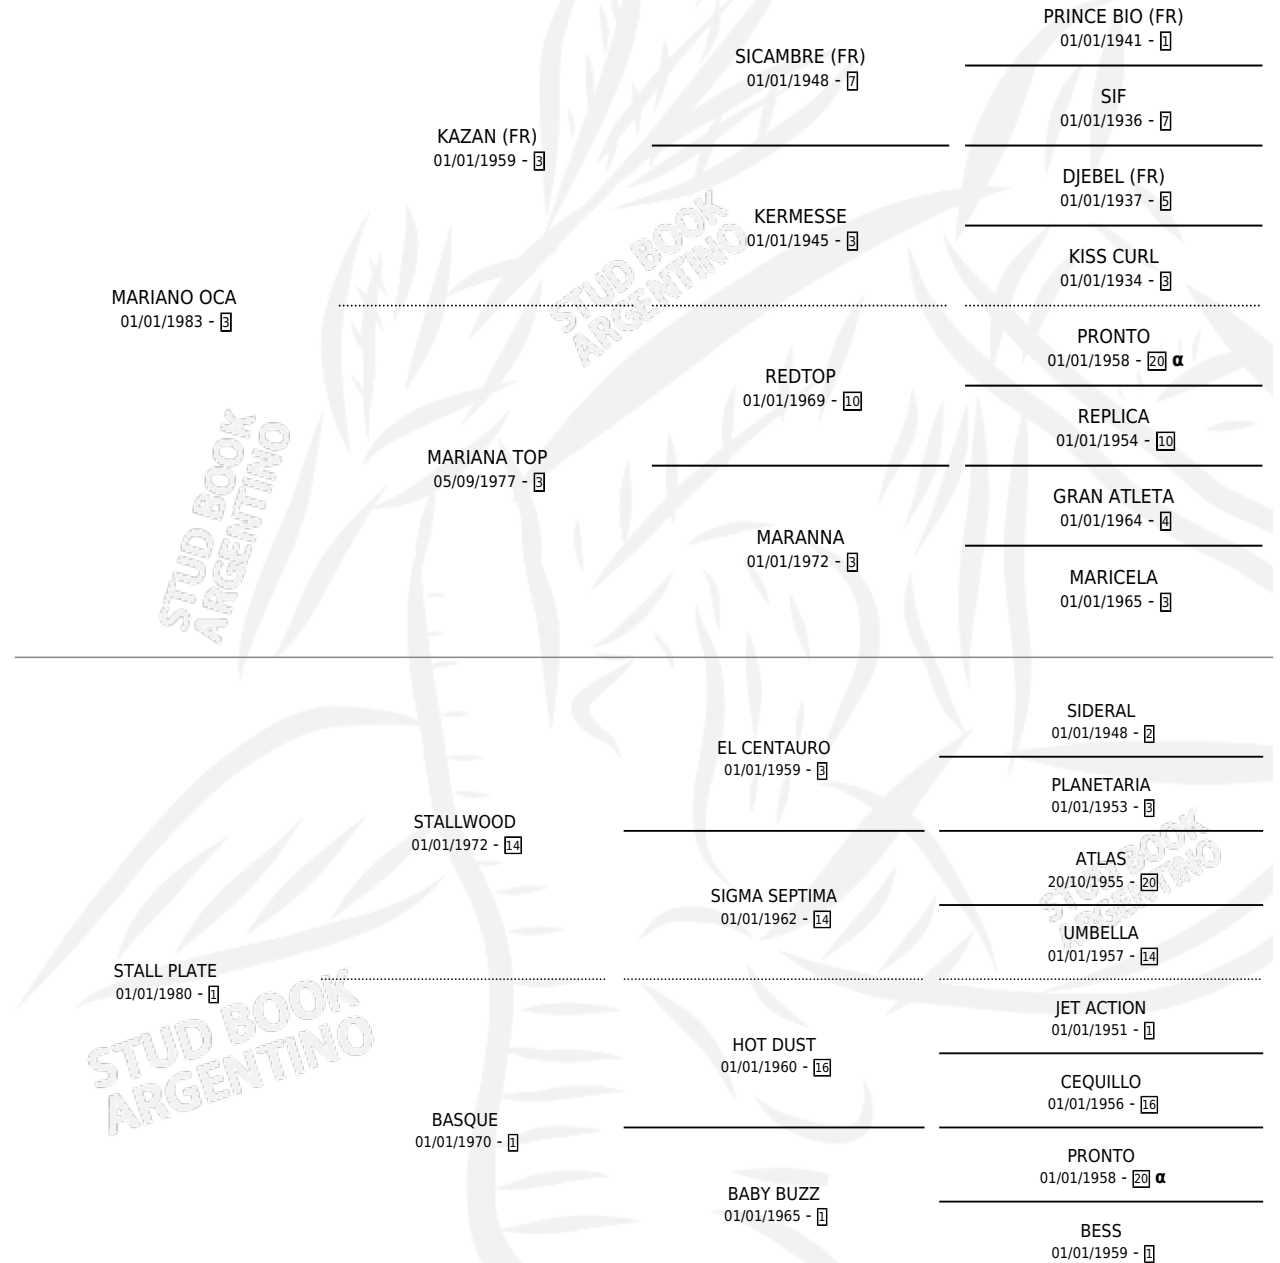 PRINCE BIO (FR)
01/01/1941 - 1
SICAMBRE (FR)
01/01/1948 - 7
SIF
01/01/1936 - 7
KAZAN (FR)
01/01/1959 - 3
DJEBEL (FR)
01/01/1937 - 5
KERMESSE
01/01/1945 - 3
KISS CURL
01/01/1934 - 3
STUD BOOK
ARGENTINO
MARIANO OCA
01/01/1983 - 3
PRONTO
01/01/1958 - 20 α
REDTOP
01/01/1969 - 10
REPLICA
01/01/1954 - 10
MARIANA TOP
05/09/1977 - 3
GRAN ATLETA
01/01/1964 - 4
MARANNA
01/01/1972 - 3
MARICELA
01/01/1965 - 3
STUD BOOK
ARGENTINO
SIDERAL
01/01/1948 - 2
EL CENTAURO
01/01/1959 - 3
PLANETARIA
01/01/1953 - 3
STALLWOOD
01/01/1972 - 14
ATLAS
20/10/1955 - 20
SIGMA SEPTIMA
01/01/1962 - 14
UMBELLA
01/01/1957 - 14
STUD BOOK
ARGENTINO
STALL PLATE
01/01/1980 - 1
JET ACTION
01/01/1951 - 1
HOT DUST
01/01/1960 - 16
CEQUILLO
01/01/1956 - 16
STUD BOOK
ARGENTINO
BASQUE
01/01/1970 - 1
PRONTO
01/01/1958 - 20 α
BABY BUZZ
01/01/1965 - 1
BESS
01/01/1959 - 1